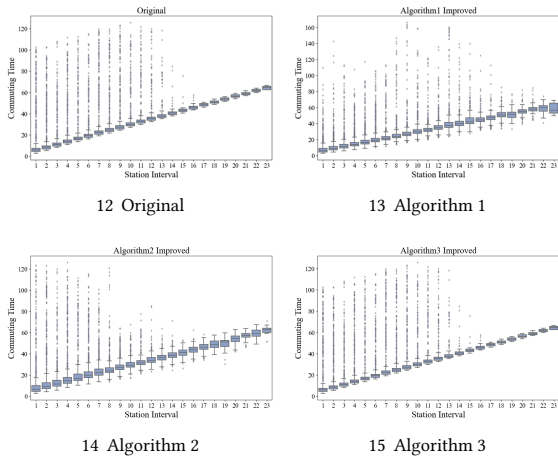 Original
Commuting Time
120
100
80
60
40
20
0
1 2 3 4 5 6 7 8 9 10 11 12 13 14 15 16 17 18 19 20 21 22 23
Station Interval
12 Original
Algorithm1 Improved
Commuting Time
160
140
120
100
80
60
40
20
0
1 2 3 4 5 6 7 8 9 10 11 12 13 14 15 16 17 18 19 20 21 22 23
Station Interval
13 Algorithm 1
Algorithm2 Improved
Commuting Time
120
100
80
60
40
20
0
1 2 3 4 5 6 7 8 9 10 11 12 13 14 15 16 17 18 19 20 21 22 23
Station Interval
14 Algorithm 2
Algorithm3 Improved
Commuting Time
120
100
80
60
40
20
0
1 2 3 4 5 6 7 8 9 10 11 12 13 14 15 16 17 18 19 20 21 22 23
Station Interval
15 Algorithm 3